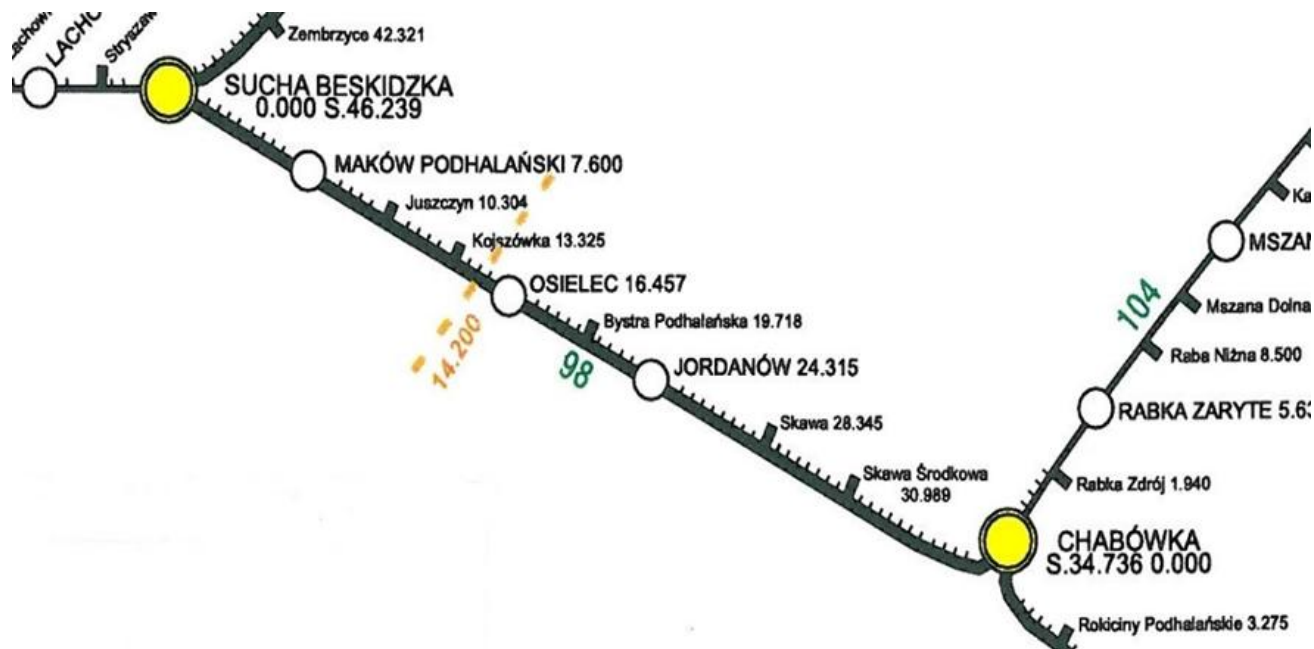 Zembrzyce 42.321
SUCHA BESKIDZKA
0.000 S.46.239
MAKÓW PODHALAŃSKI 7.600
Juszczyn 10.304
Kojszówka 13.325
OSIELEC 16.457
14.200
Bystra Podhalańska 19.718
98
JORDANÓW 24.315
Skawa 28.345
Skawa Środkowa
30.989
Ka
MSZAN
104
Mszana Dolna
Raba Niżna 8.500
RABKA ZARYTE 5.63
Rabka Zdrój 1.940
CHABÓWKA
S.34.736 0.000
Rokiciny Podhalańskie 3.275